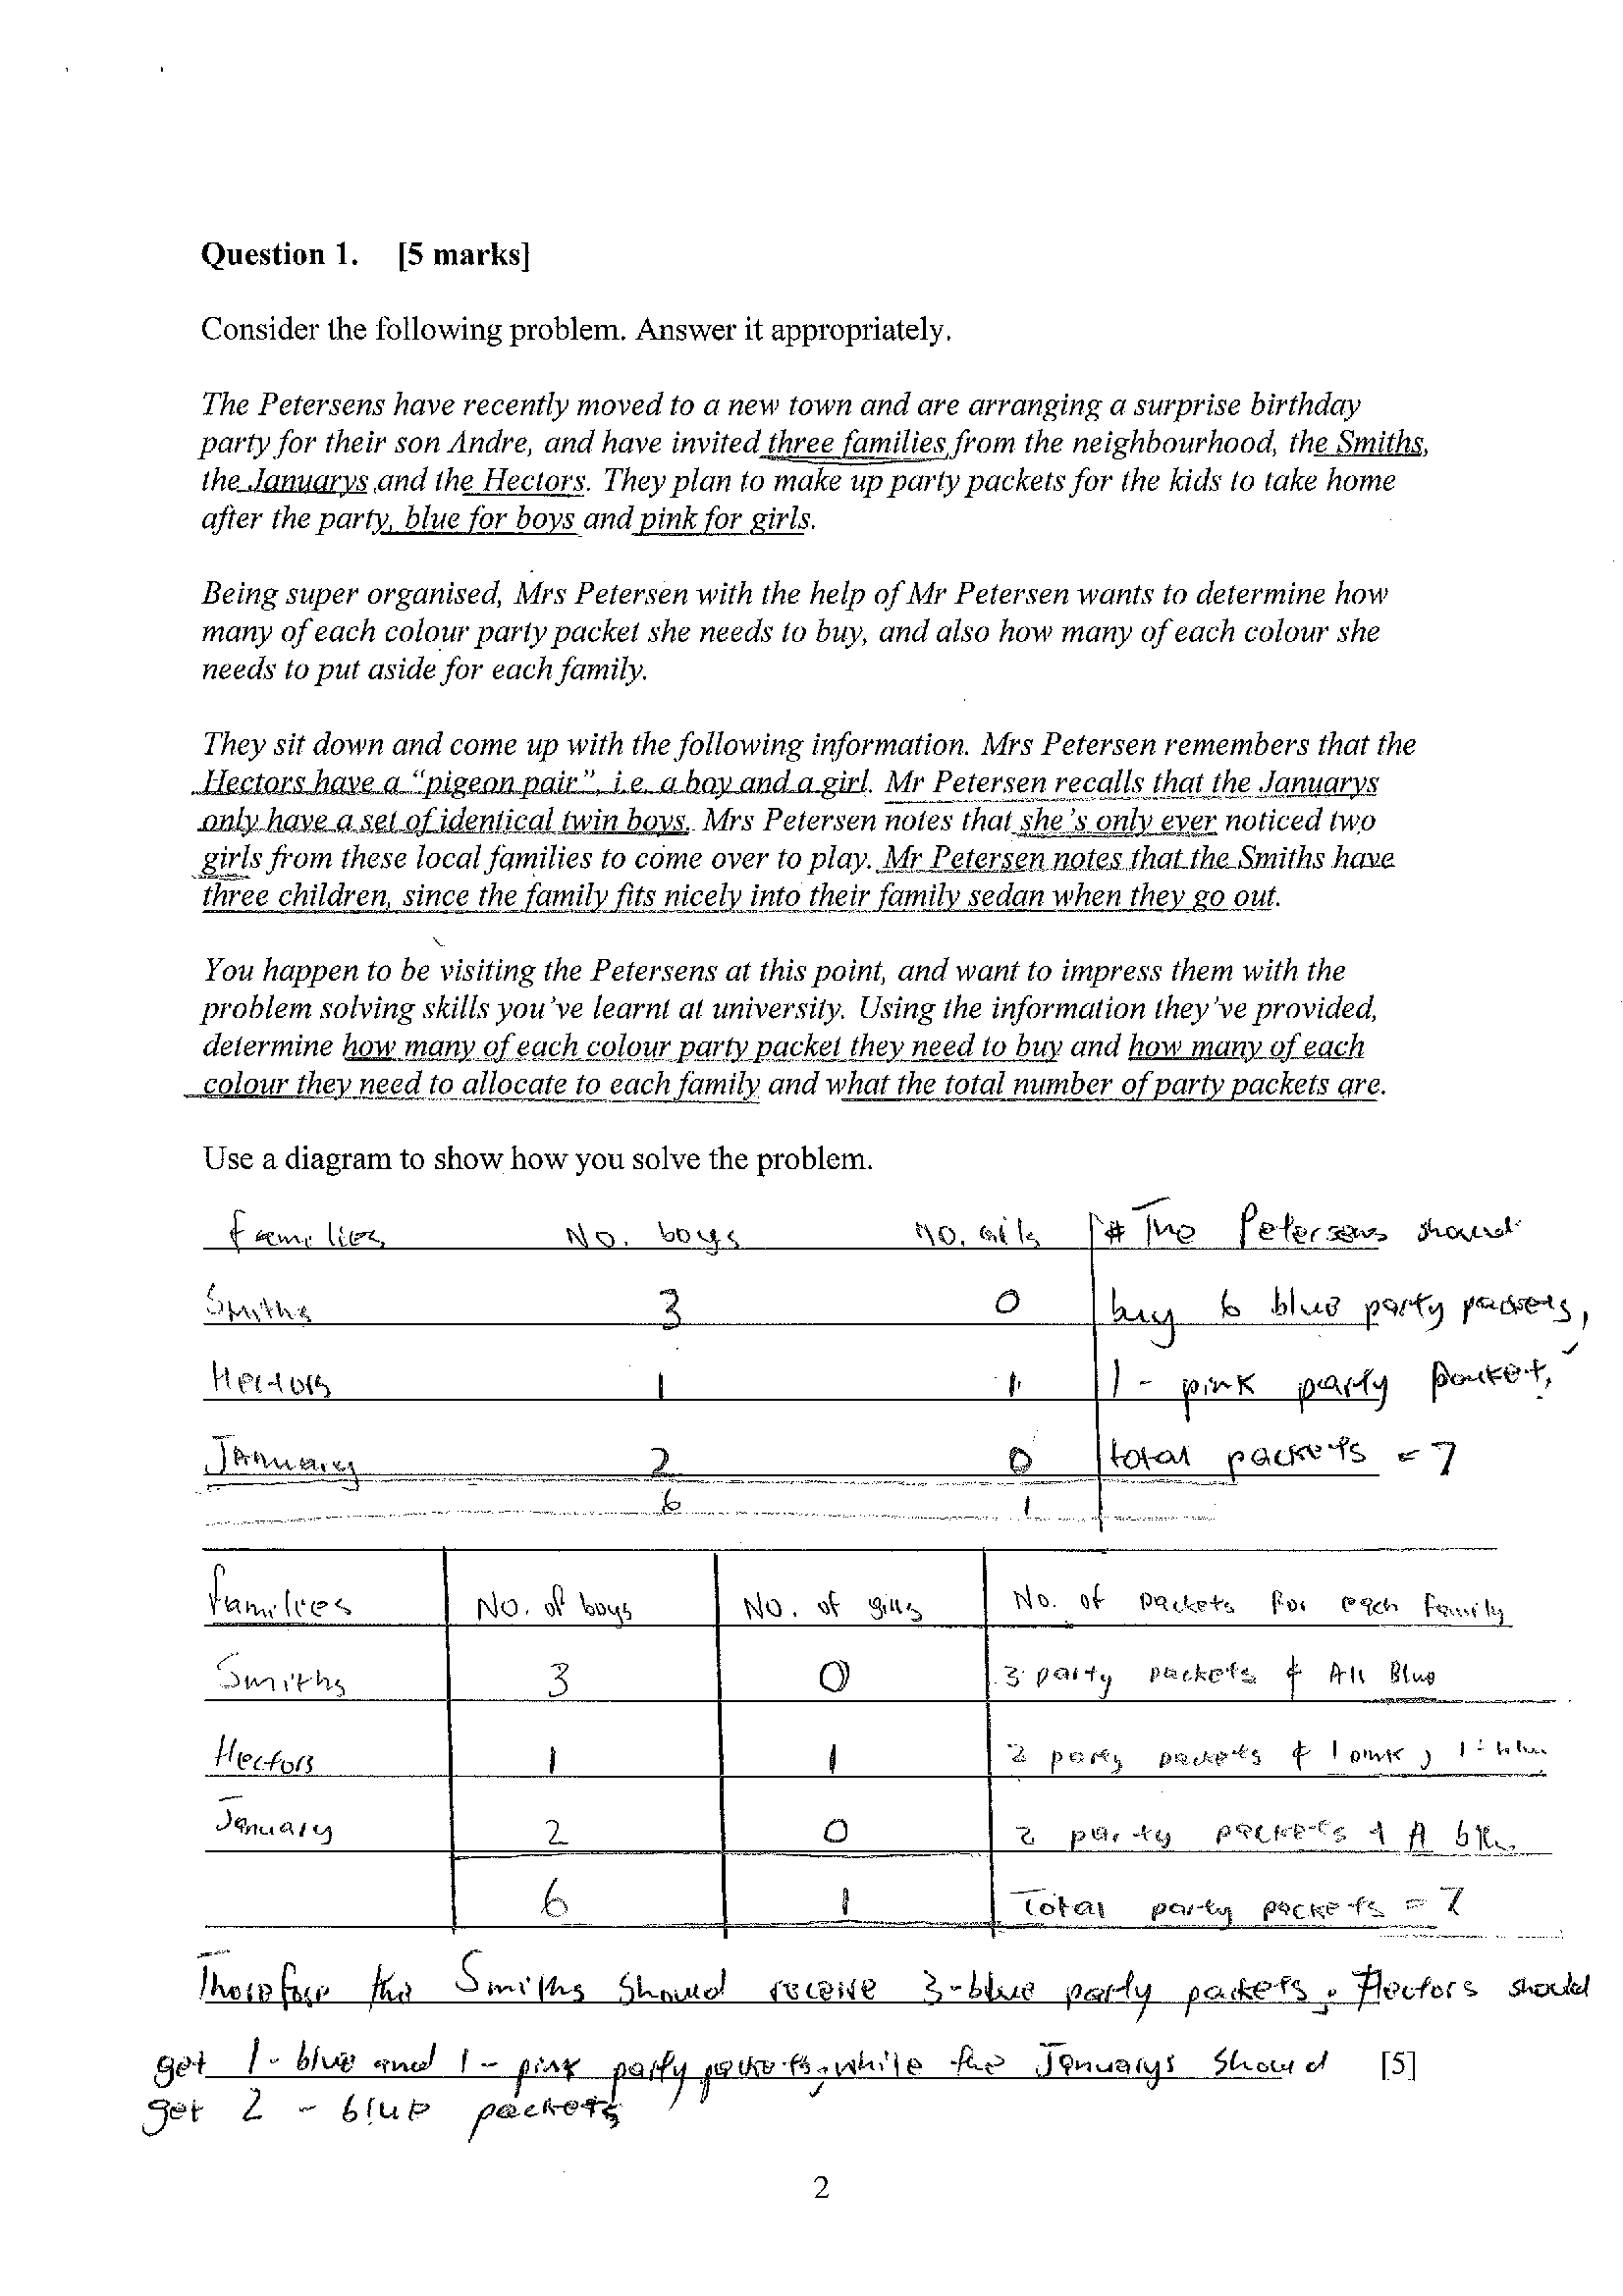 Question 1. [5 marks]
Consider the following problem. Answer it appropriately.
The Petersens have recently moved to a new town and are arranging a surprise birthday
party for their son Andre, and have invited three families from the neighbourhood, the Smiths,
the Januarys and the Hectors. They plan to make up party packets for the kids to take home
after the party, blue for boys and pink for girls.
Being super organised, Mrs Petersen with the help of Mr Petersen wants to determine how
many of each colour party packet she needs to buy, and also how many of each colour she
needs to put aside for each family.
They sit down and come up with the following information. Mrs Petersen remembers that the
Hectors have a "pigeon pair", i.e. a boy and a girl. Mr Petersen recalls that the Januarys
only have a set of identical twin boys. Mrs Petersen notes that she's only ever noticed two
girls from these local families to come over to play. Mr Petersen notes that the Smiths have
three children, since the family fits nicely into their family sedan when they go out.
You happen to be visiting the Petersens at this point, and want to impress them with the
problem solving skills you've learnt at university. Using the information they've provided,
determine how many of each colour party packet they need to buy and how many of each
colour they need to allocate to each family and what the total number of party packets are.
Use a diagram to show how you solve the problem.
Families No. boys no. # The Petersens should
Smiths 3 0 buy 6 blue party packets,
Hectors 1 1 1 - pink party packet,
January 2 0 total packets = 7
6 1
Families No. of boys No. of girls No. of packets for each family
Smiths 3 0 3 party packets & All Blue
Hectors 1 1 2 party packets & 1 pink, 1 - blue
January 2 0 2 party packets
6 1 Total party packets = 7
Therefore the Smiths should receive 3-blue party packets. Hectors should
get 1 - blue and 1 - pink party packets, while the Januarys should [5]
get 2 - blue packets
2